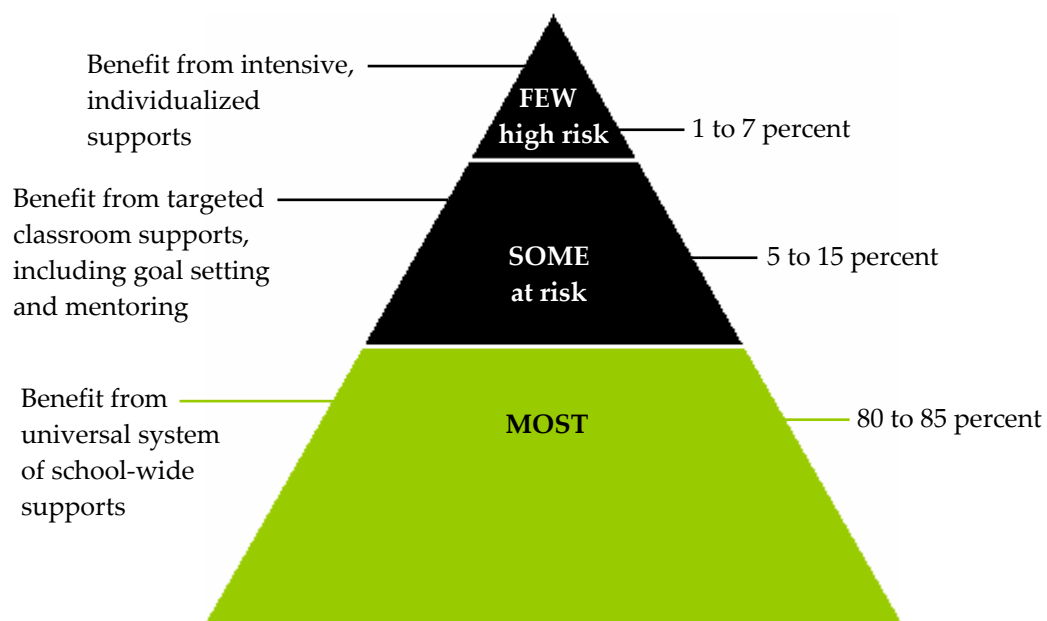 Benefit from intensive,
individualized
supports
FEW
high risk
1 to 7 percent
Benefit from targeted
classroom supports,
including goal setting
and mentoring
SOME
at risk
5 to 15 percent
Benefit from
universal system
of school-wide
supports
MOST
80 to 85 percent